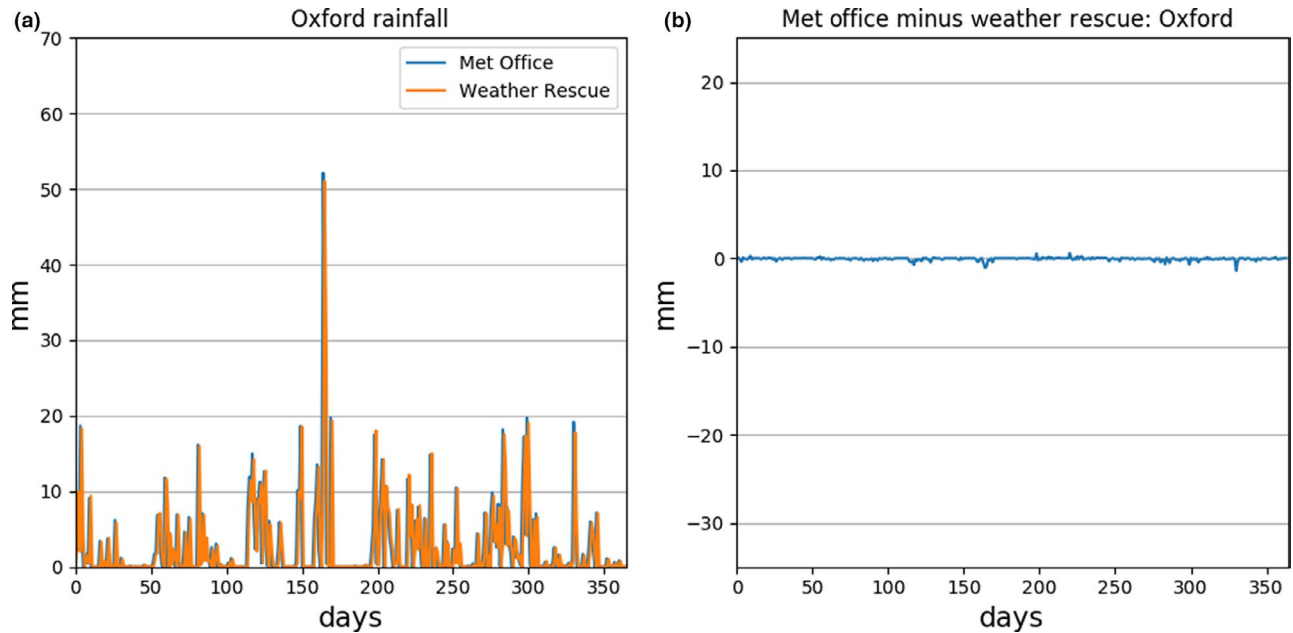 (a)
Oxford rainfall
70
60
50
40
30
20
10
0
mm
0 50 100 150 200 250 300 350
days
Met Office
Weather Rescue
(b)
Met office minus weather rescue: Oxford
20
10
0
−10
−20
−30
mm
0 50 100 150 200 250 300 350
days